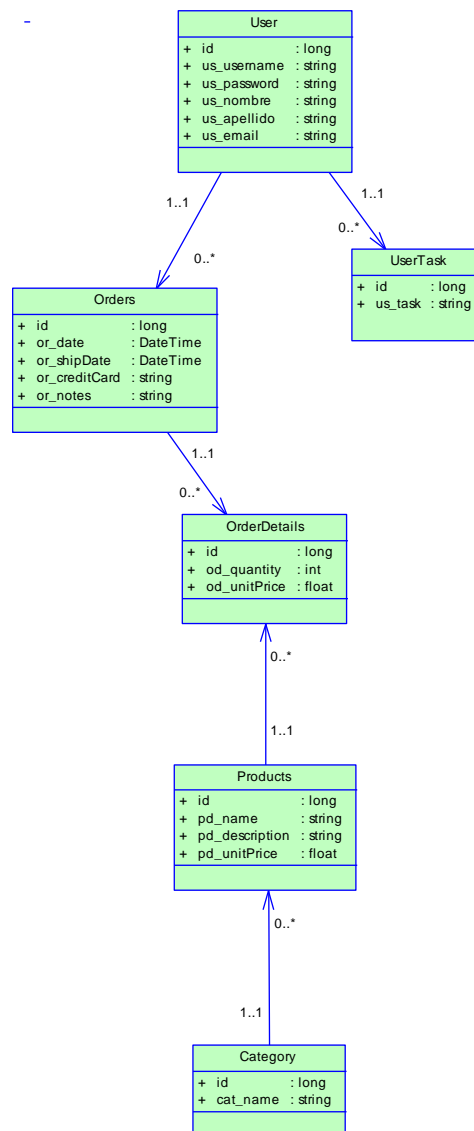 User
+ id : long
+ us_username : string
+ us_password : string
+ us_nombre : string
+ us_apellido : string
+ us_email : string
1..1
0..*
1..1
0..*
UserTask
+ id : long
+ us_task : string
Orders
+ id : long
+ or_date : DateTime
+ or_shipDate : DateTime
+ or_creditCard : string
+ or_notes : string
1..1
0..*
OrderDetails
+ id : long
+ od_quantity : int
+ od_unitPrice : float
0..*
1..1
Products
+ id : long
+ pd_name : string
+ pd_description : string
+ pd_unitPrice : float
0..*
1..1
Category
+ id : long
+ cat_name : string